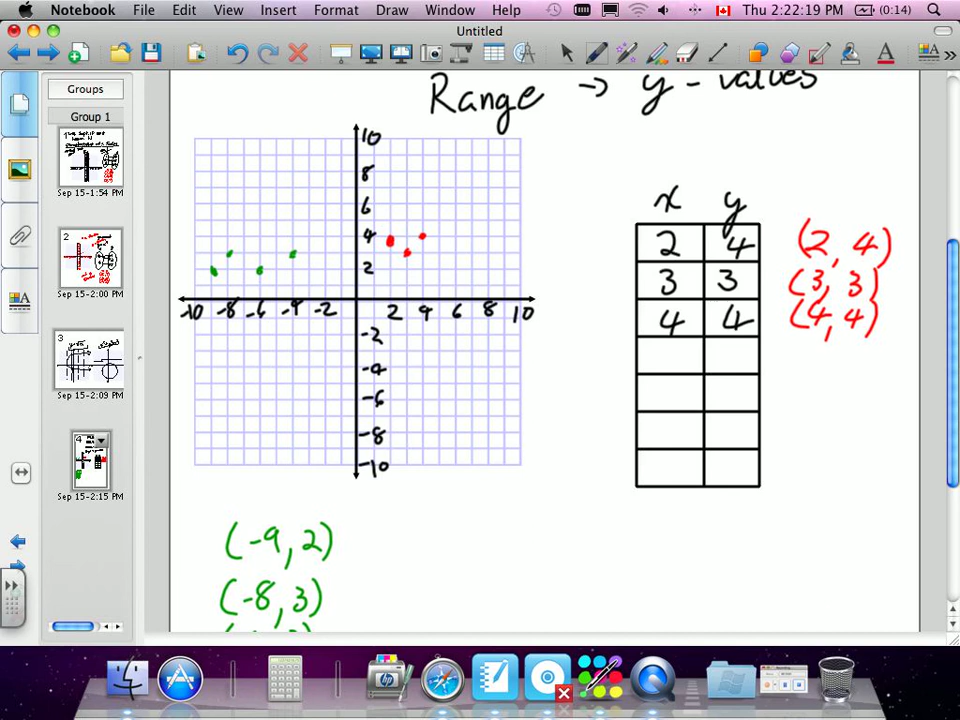 Notebook File Edit View Insert Format Draw Window Help Thu 2:22:19 PM (0:14)
Untitled
Groups
Group 1
Sep 15-1:54 PM
2
Sep 15-2:00 PM
3
Sep 15-2:09 PM
4
Sep 15-2:15 PM
Range → y - values
10
8
6
4
2
-10 -8 -6 -4 -2 2 4 6 8 10
-2
-4
-6
-8
-10
x y
2 4 (2, 4)
3 3 (3, 3)
4 4 (4, 4)
(-9, 2)
(-8, 3)